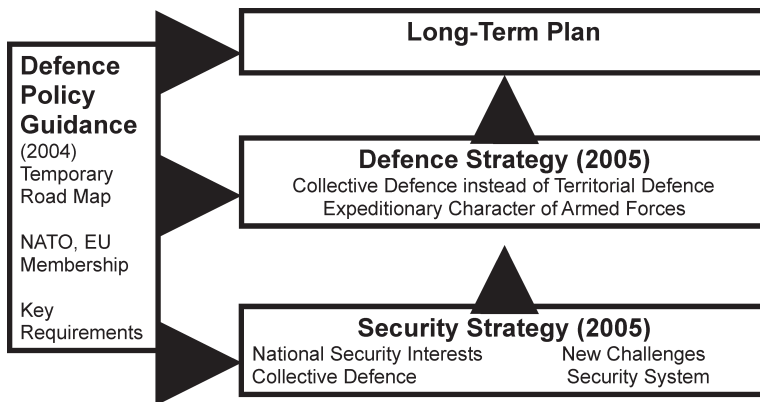 Defence
Policy
Guidance
(2004)
Temporary
Road Map
NATO, EU
Membership
Key
Requirements
Long-Term Plan
Defence Strategy (2005)
Collective Defence instead of Territorial Defence
Expeditionary Character of Armed Forces
Security Strategy (2005)
National Security Interests New Challenges
Collective Defence Security System